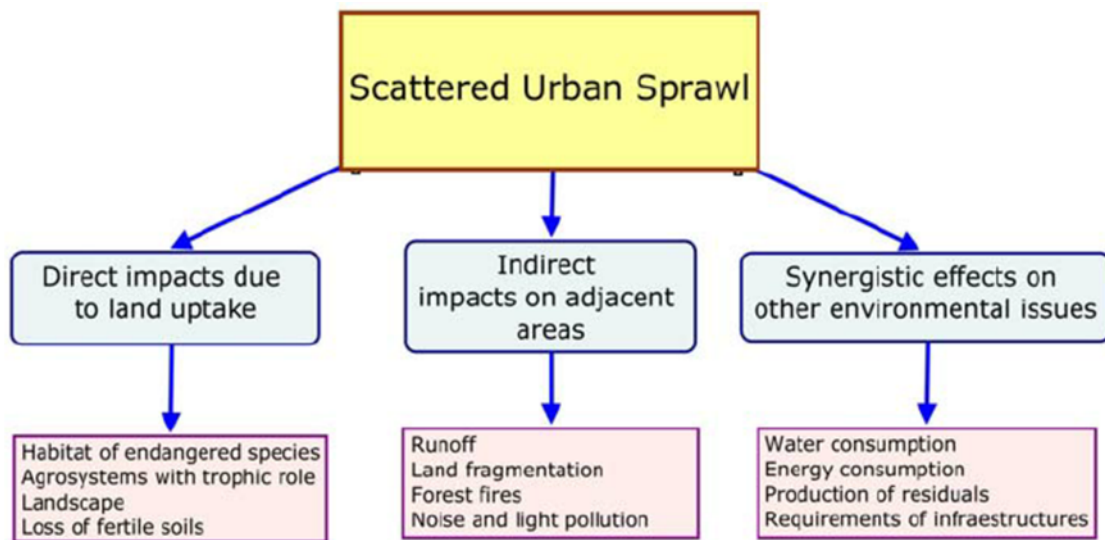 Scattered Urban Sprawl
Direct impacts due
to land uptake
Indirect
impacts on adjacent
areas
Synergistic effects on
other environmental issues
Habitat of endangered species
Agrosystems with trophic role
Landscape
Loss of fertile soils
Runoff
Land fragmentation
Forest fires
Noise and light pollution
Water consumption
Energy consumption
Production of residuals
Requirements of infraestructures